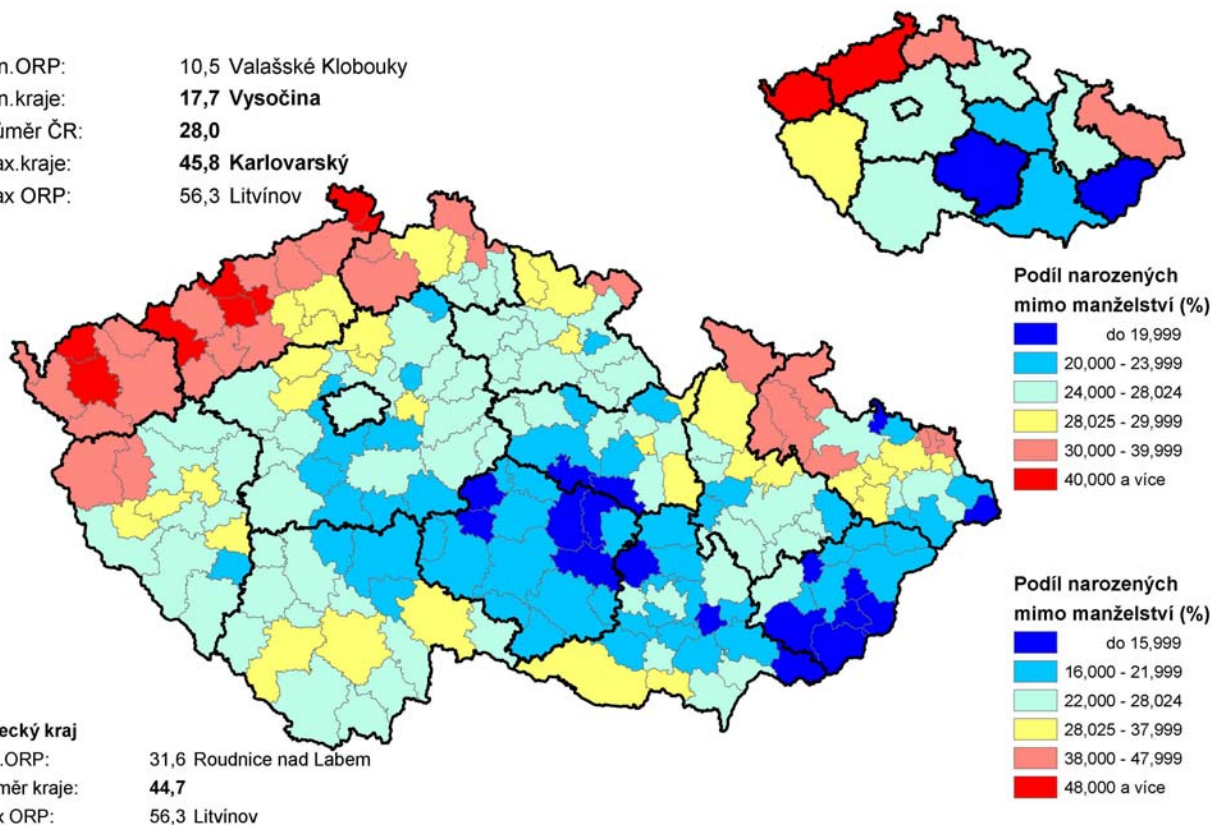 n.ORP: 10,5 Valašské Klobouky
n.kraje: 17,7 Vysočina
ůměr ČR: 28,0
ax.kraje: 45,8 Karlovarský
ax ORP: 56,3 Litvínov
Podíl narozených
mimo manželství (%)
do 19,999
20,000 - 23,999
24,000 - 28,024
28,025 - 29,999
30,000 - 39,999
40,000 a více
Podíl narozených
mimo manželství (%)
do 15,999
16,000 - 21,999
22,000 - 28,024
28,025 - 37,999
38,000 - 47,999
48,000 a více
ecký kraj
.ORP: 31,6 Roudnice nad Labem
měr kraje: 44,7
x ORP: 56,3 Litvínov